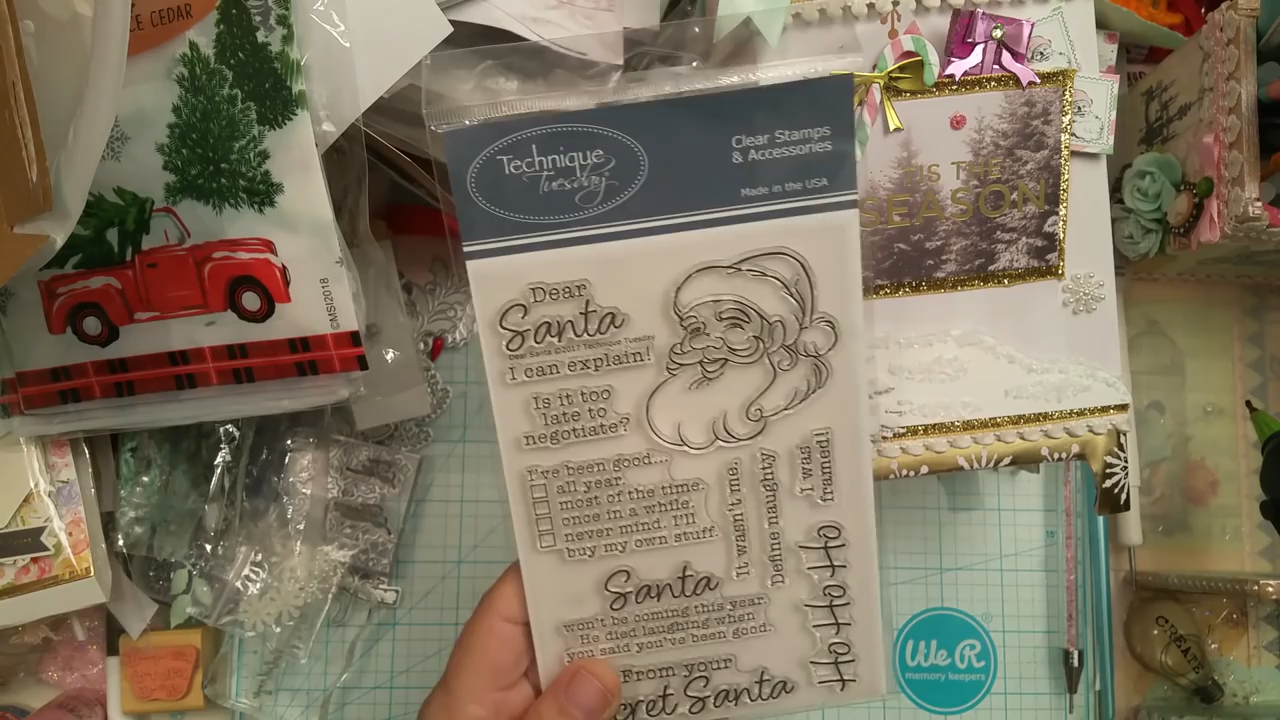 CE CEDAR
©MSI2018
Technique
Tuesday
Clear Stamps
& Accessories
Made in the USA
Dear
Santa
Dear Santa ©2017 Technique Tuesday
I can explain!
Is it too
late to
negotiate?
I've been good...
all year.
most of the time.
once in a while.
never mind. I'll
buy my own stuff.
It wasn't me.
Define naughty
I was
framed!
HoHoHo
Santa
won't be coming this year.
He died laughing when
you said you've been good.
From your
cret Santa
'TIS THE
SEASON
We R
memory keepers
®
CREATE